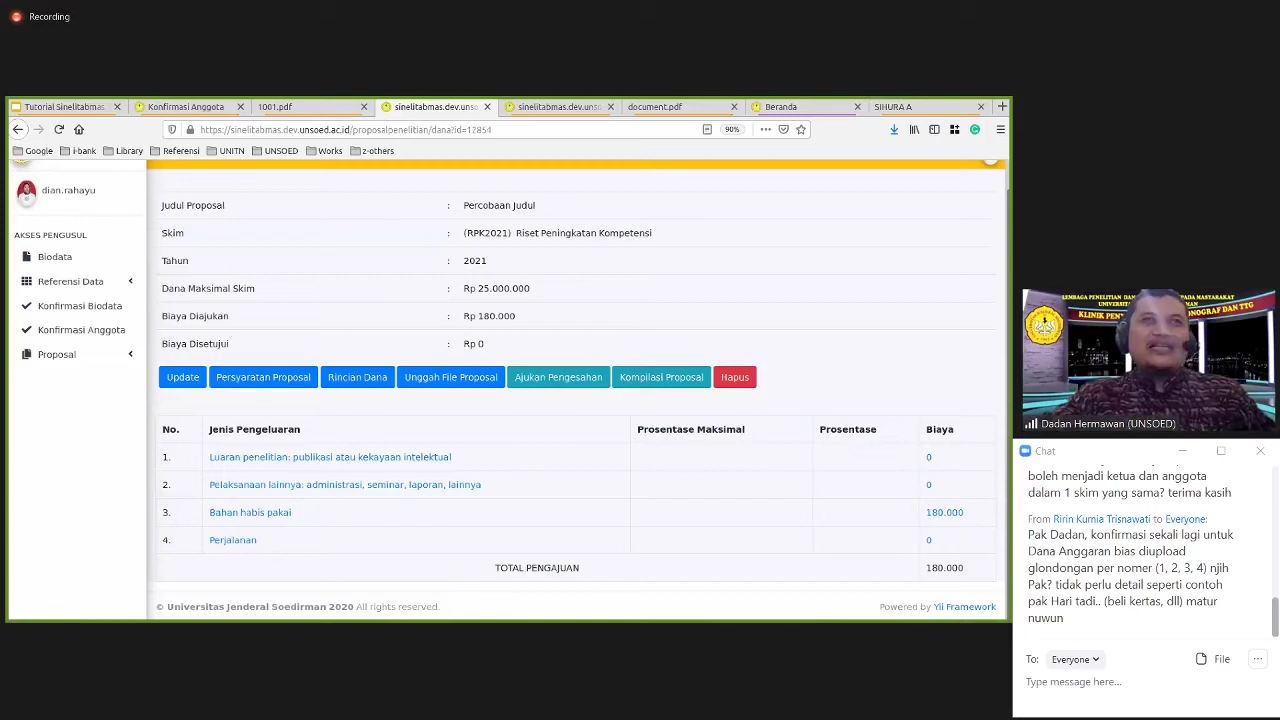 Recording
Tutorial Sinelitabmas
Konfirmasi Anggota
1001.pdf
sinelitabmas.dev.unso
sinelitabmas.dev.unso
document.pdf
Beranda
SIHURA A
https://sinelitabmas.dev.unsoed.ac.id/proposalpenelitian/dana?id=12854
90%
Google
i-bank
Library
Referensi
UNITN
UNSOED
Works
z-others
dian.rahayu
AKSES PENGUSUL
Biodata
Referensi Data
Konfirmasi Biodata
Konfirmasi Anggota
Proposal
Judul Proposal : Percobaan Judul
Skim : (RPK2021) Riset Peningkatan Kompetensi
Tahun : 2021
Dana Maksimal Skim : Rp 25.000.000
Biaya Diajukan : Rp 180.000
Biaya Disetujui : Rp 0
Update Persyaratan Proposal Rincian Dana Unggah File Proposal Ajukan Pengesahan Kompilasi Proposal Hapus
No. Jenis Pengeluaran Prosentase Maksimal Prosentase Biaya
1. Luaran penelitian: publikasi atau kekayaan intelektual 0
2. Pelaksanaan lainnya: administrasi, seminar, laporan, lainnya 0
3. Bahan habis pakai 180.000
4. Perjalanan 0
TOTAL PENGAJUAN 180.000
© Universitas Jenderal Soedirman 2020 All rights reserved.
Powered by Yii Framework
LEMBAGA PENELITIAN DAN
KLINIK
Dadan Hermawan (UNSOED)
Chat
boleh menjadi ketua dan anggota
dalam 1 skim yang sama? terima kasih
From Ririn Kurnia Trisnawati to Everyone:
Pak Dadan, konfirmasi sekali lagi untuk
Dana Anggaran bias diupload
glondongan per nomer (1, 2, 3, 4) njih
Pak? tidak perlu detail seperti contoh
pak Hari tadi.. (beli kertas, dll) matur
nuwun
To: Everyone
File
Type message here...